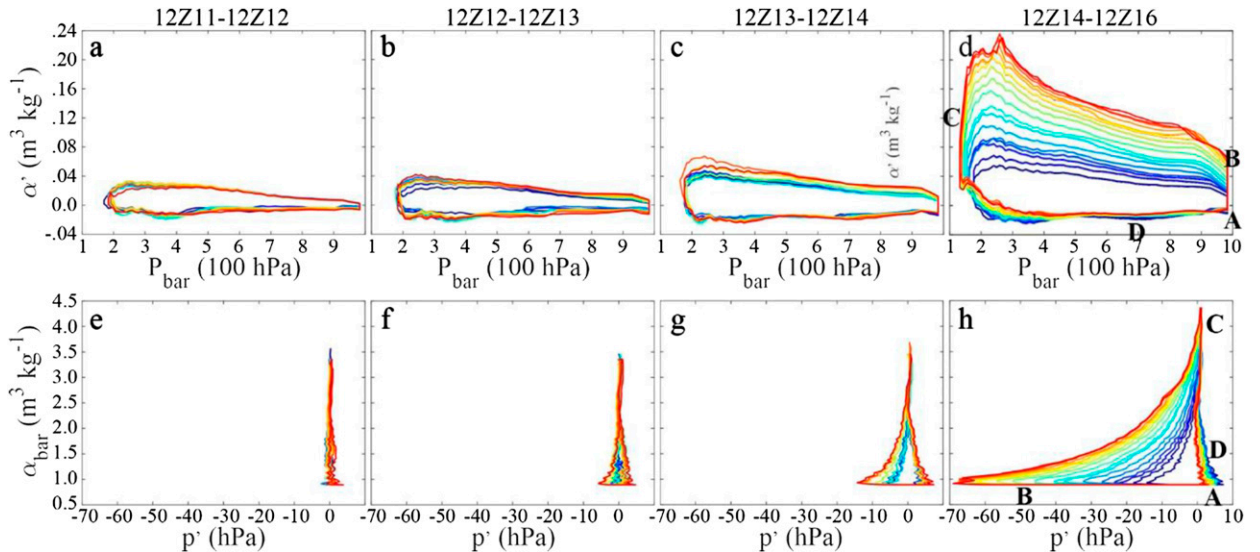 12Z11-12Z12 12Z12-12Z13 12Z13-12Z14 12Z14-12Z16
a b c d
.24
.20
.16
.12
.08
.04
0.0
-.04
α’ (m³ kg⁻¹)
α’ (m³ kg⁻¹)
C
B
A
D
1 2 3 4 5 6 7 8 9 1 2 3 4 5 6 7 8 9 1 2 3 4 5 6 7 8 9 1 2 3 4 5 6 7 8 9 10
P_bar (100 hPa) P_bar (100 hPa) P_bar (100 hPa) P_bar (100 hPa)
e f g h
4.5
4.0
3.5
3.0
2.5
2.0
1.5
1.0
0.5
α_bar (m³ kg⁻¹)
C
D
B A
-70 -60 -50 -40 -30 -20 -10 0 -70 -60 -50 -40 -30 -20 -10 0 -70 -60 -50 -40 -30 -20 -10 0 -70 -60 -50 -40 -30 -20 -10 0 10
p’ (hPa) p’ (hPa) p’ (hPa) p’ (hPa)